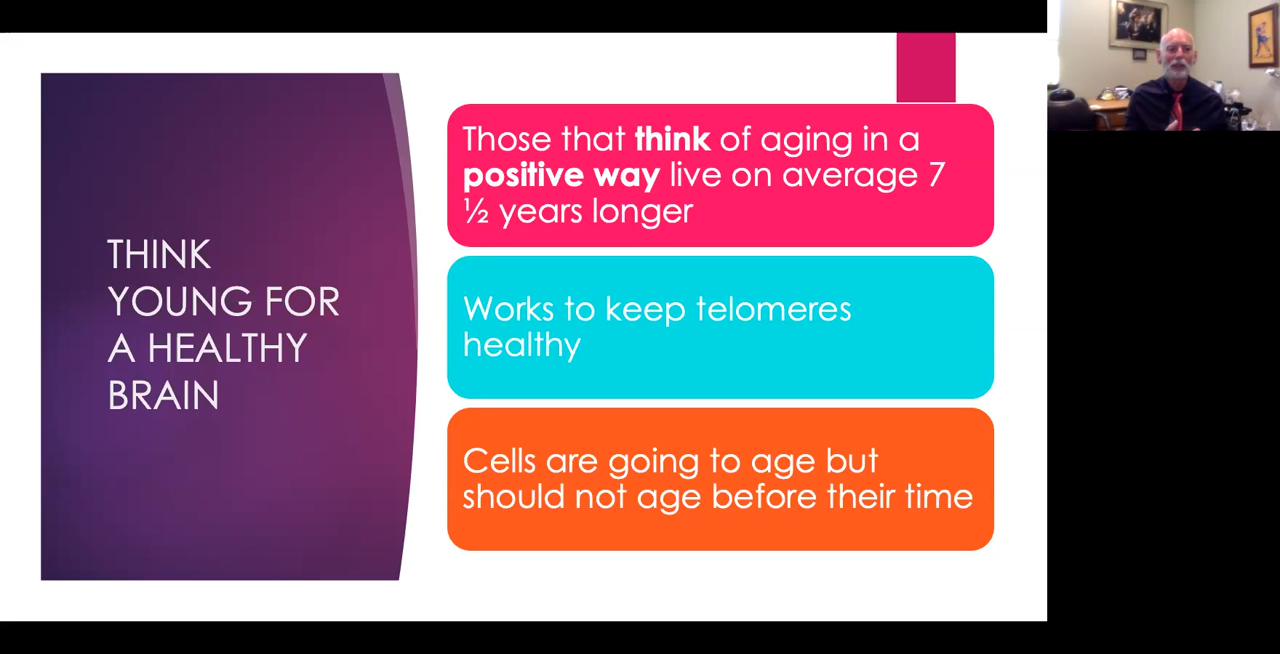 THINK
YOUNG FOR
A HEALTHY
BRAIN
Those that think of aging in a
positive way live on average 7
½ years longer
Works to keep telomeres
healthy
Cells are going to age but
should not age before their time